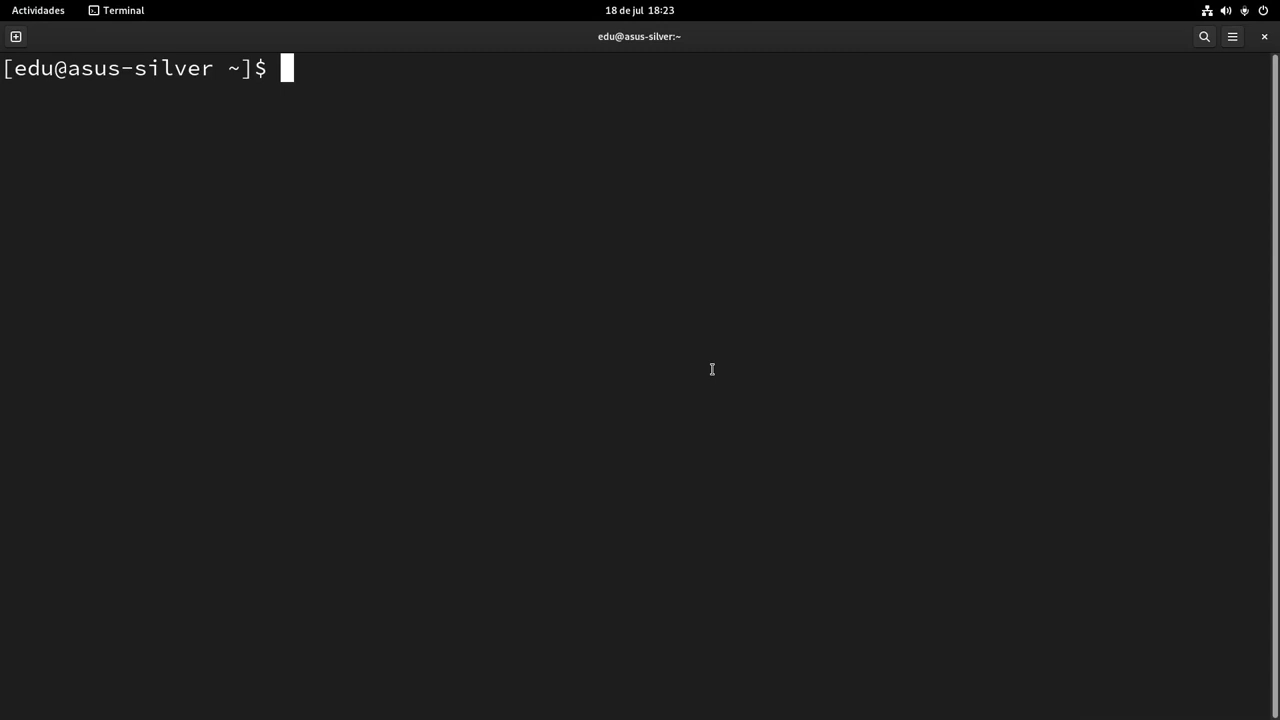 Actividades Terminal 18 de jul 18:23
edu@asus-silver:~
[edu@asus-silver ~]$